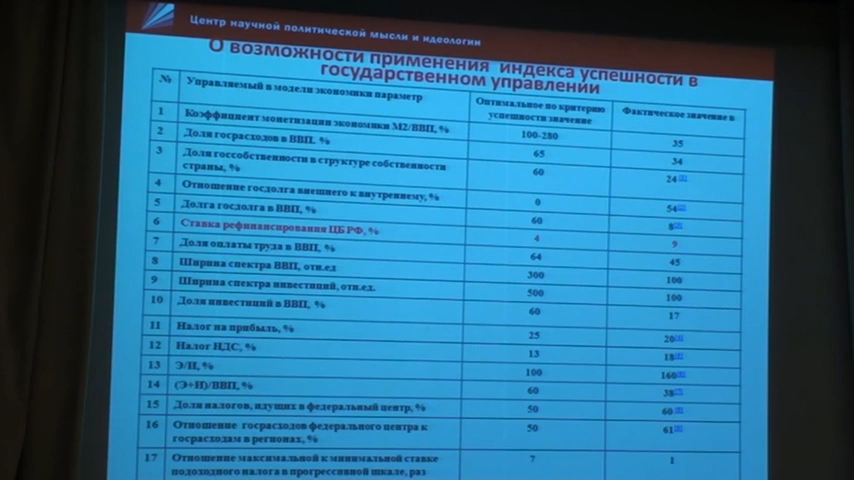 Центр научной политической мысли и идеологии
О возможности применения индекса успешности в
государственном управлении
№ Управляемый в модели экономики параметр Оптимальное по критерию успешности значение Фактическое значение в
1 Коэффициент монетизации экономики М2/ВВП, % 100-280 35
2 Доля госрасходов в ВВП. % 65 34
3 Доля госсобственности в структуре собственности страны, % 60 24
4 Отношение госдолга внешнего к внутреннему, % 0 54
5 Долга госдолга в ВВП, % 60 8
6 Ставка рефинансирования ЦБ РФ, % 4 9
7 Доля оплаты труда в ВВП, % 64 45
8 Ширина спектра ВВП, отн.ед 300 100
9 Ширина спектра инвестиций, отн.ед. 500 100
10 Доля инвестиций в ВВП, % 60 17
11 Налог на прибыль, % 25 20
12 Налог НДС, % 13 18
13 Э/И, % 100 160
14 (Э+И)/ВВП, % 60 38
15 Доля налогов, идущих в федеральный центр, % 50 60
16 Отношение госрасходов федерального центра к госрасходам в регионах, % 50 61
17 Отношение максимальной к минимальной ставке подоходного налога в прогрессивной шкале, раз 7 1